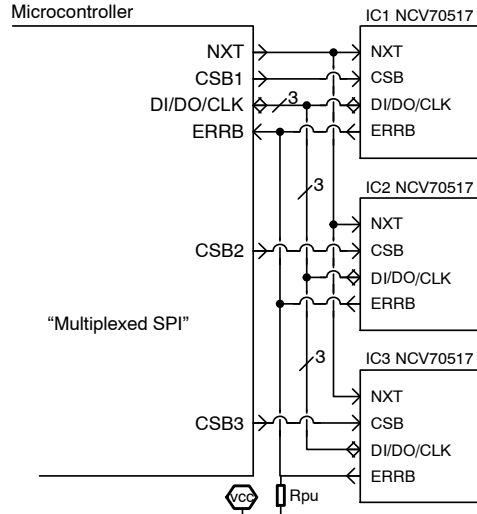 Microcontroller
IC1 NCV70517
NXT
NXT
CSB1
CSB
DI/DO/CLK
3
DI/DO/CLK
ERRB
ERRB
3
IC2 NCV70517
NXT
CSB2
CSB
DI/DO/CLK
ERRB
“Multiplexed SPI”
3
IC3 NCV70517
NXT
CSB3
CSB
DI/DO/CLK
ERRB
VCC
Rpu